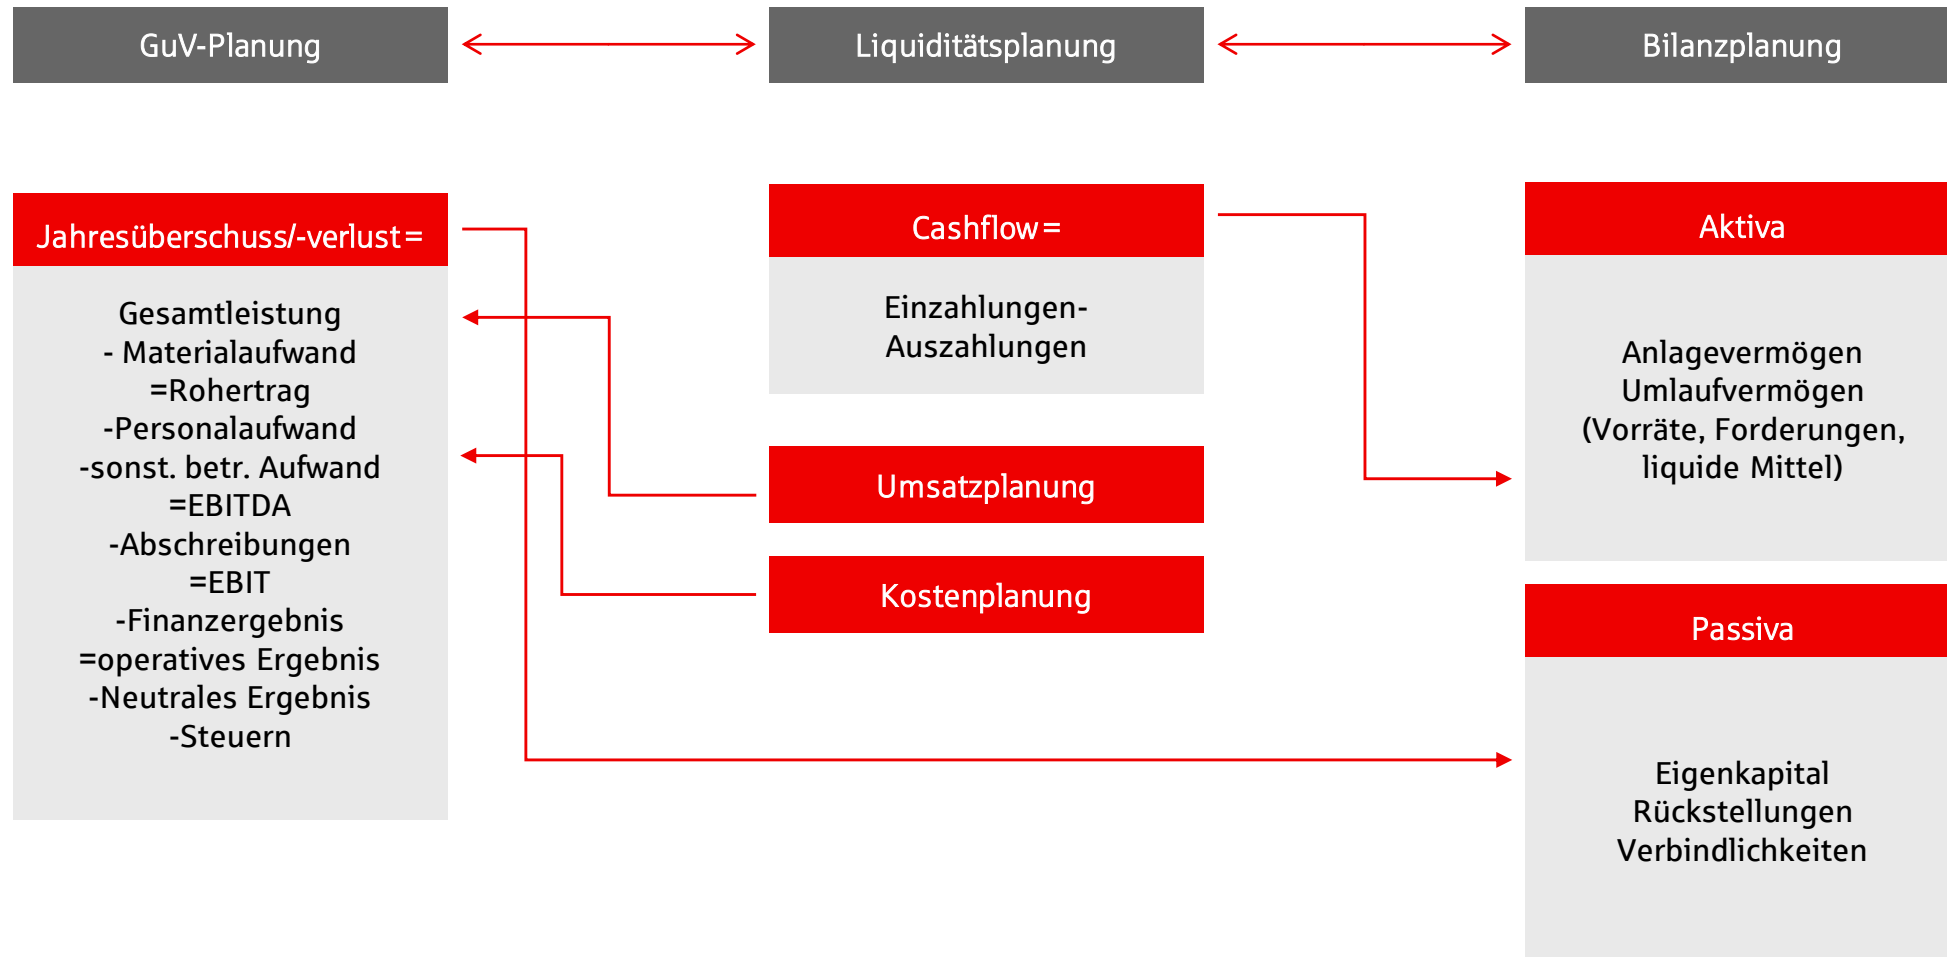 GuV-Planung
Liquiditätsplanung
Bilanzplanung
Jahresüberschuss/-verlust=
Gesamtleistung
- Materialaufwand
=Rohertrag
-Personalaufwand
-sonst. betr. Aufwand
=EBITDA
-Abschreibungen
=EBIT
-Finanzergebnis
=operatives Ergebnis
-Neutrales Ergebnis
-Steuern
Cashflow=
Einzahlungen-
Auszahlungen
Umsatzplanung
Kostenplanung
Aktiva
Anlagevermögen
Umlaufvermögen
(Vorräte, Forderungen,
liquide Mittel)
Passiva
Eigenkapital
Rückstellungen
Verbindlichkeiten